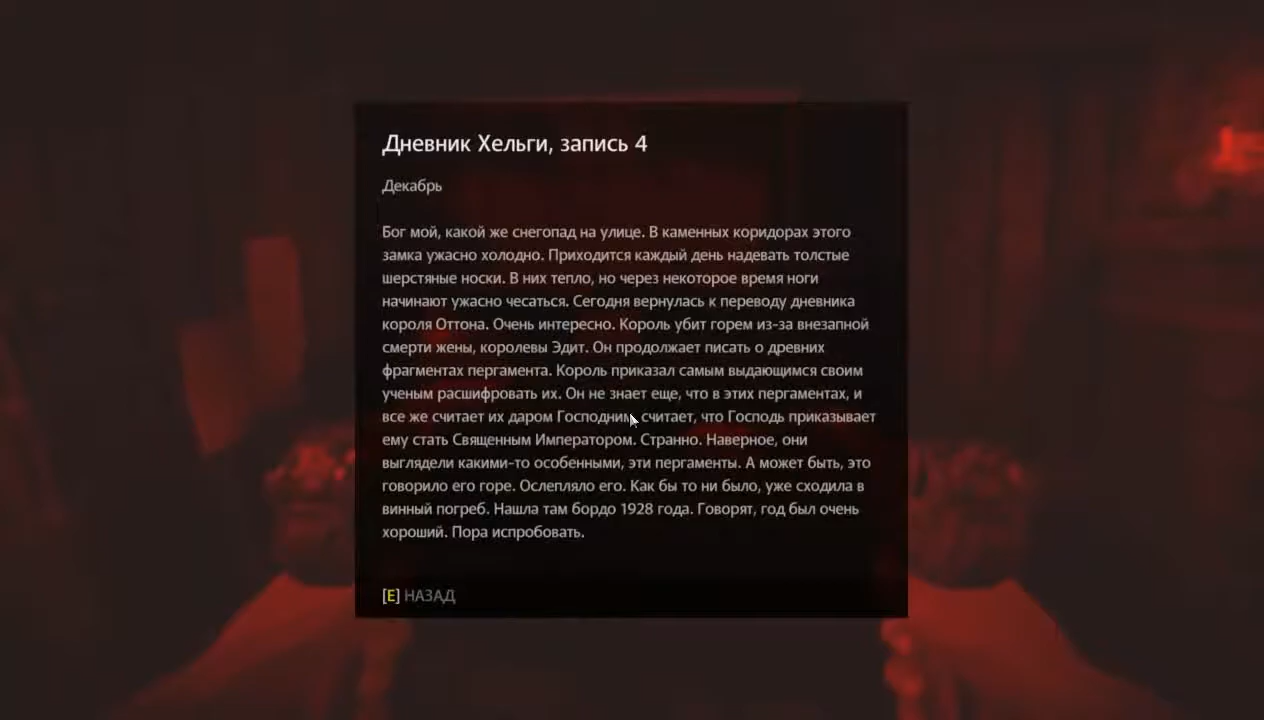 Дневник Хельги, запись 4
Декабрь
Бог мой, какой же снегопад на улице. В каменных коридорах этого
замка ужасно холодно. Приходится каждый день надевать толстые
шерстяные носки. В них тепло, но через некоторое время ноги
начинают ужасно чесаться. Сегодня вернулась к переводу дневника
короля Оттона. Очень интересно. Король убит горем из-за внезапной
смерти жены, королевы Эдит. Он продолжает писать о древних
фрагментах пергамента. Король приказал самым выдающимся своим
ученым расшифровать их. Он не знает еще, что в этих пергаментах, и
все же считает их даром Господним, считает, что Господь приказывает
ему стать Священным Императором. Странно. Наверное, они
выглядели какими-то особенными, эти пергаменты. А может быть, это
говорило его горе. Ослепляло его. Как бы то ни было, уже сходила в
винный погреб. Нашла там бордо 1928 года. Говорят, год был очень
хороший. Пора испробовать.
[E] НАЗАД